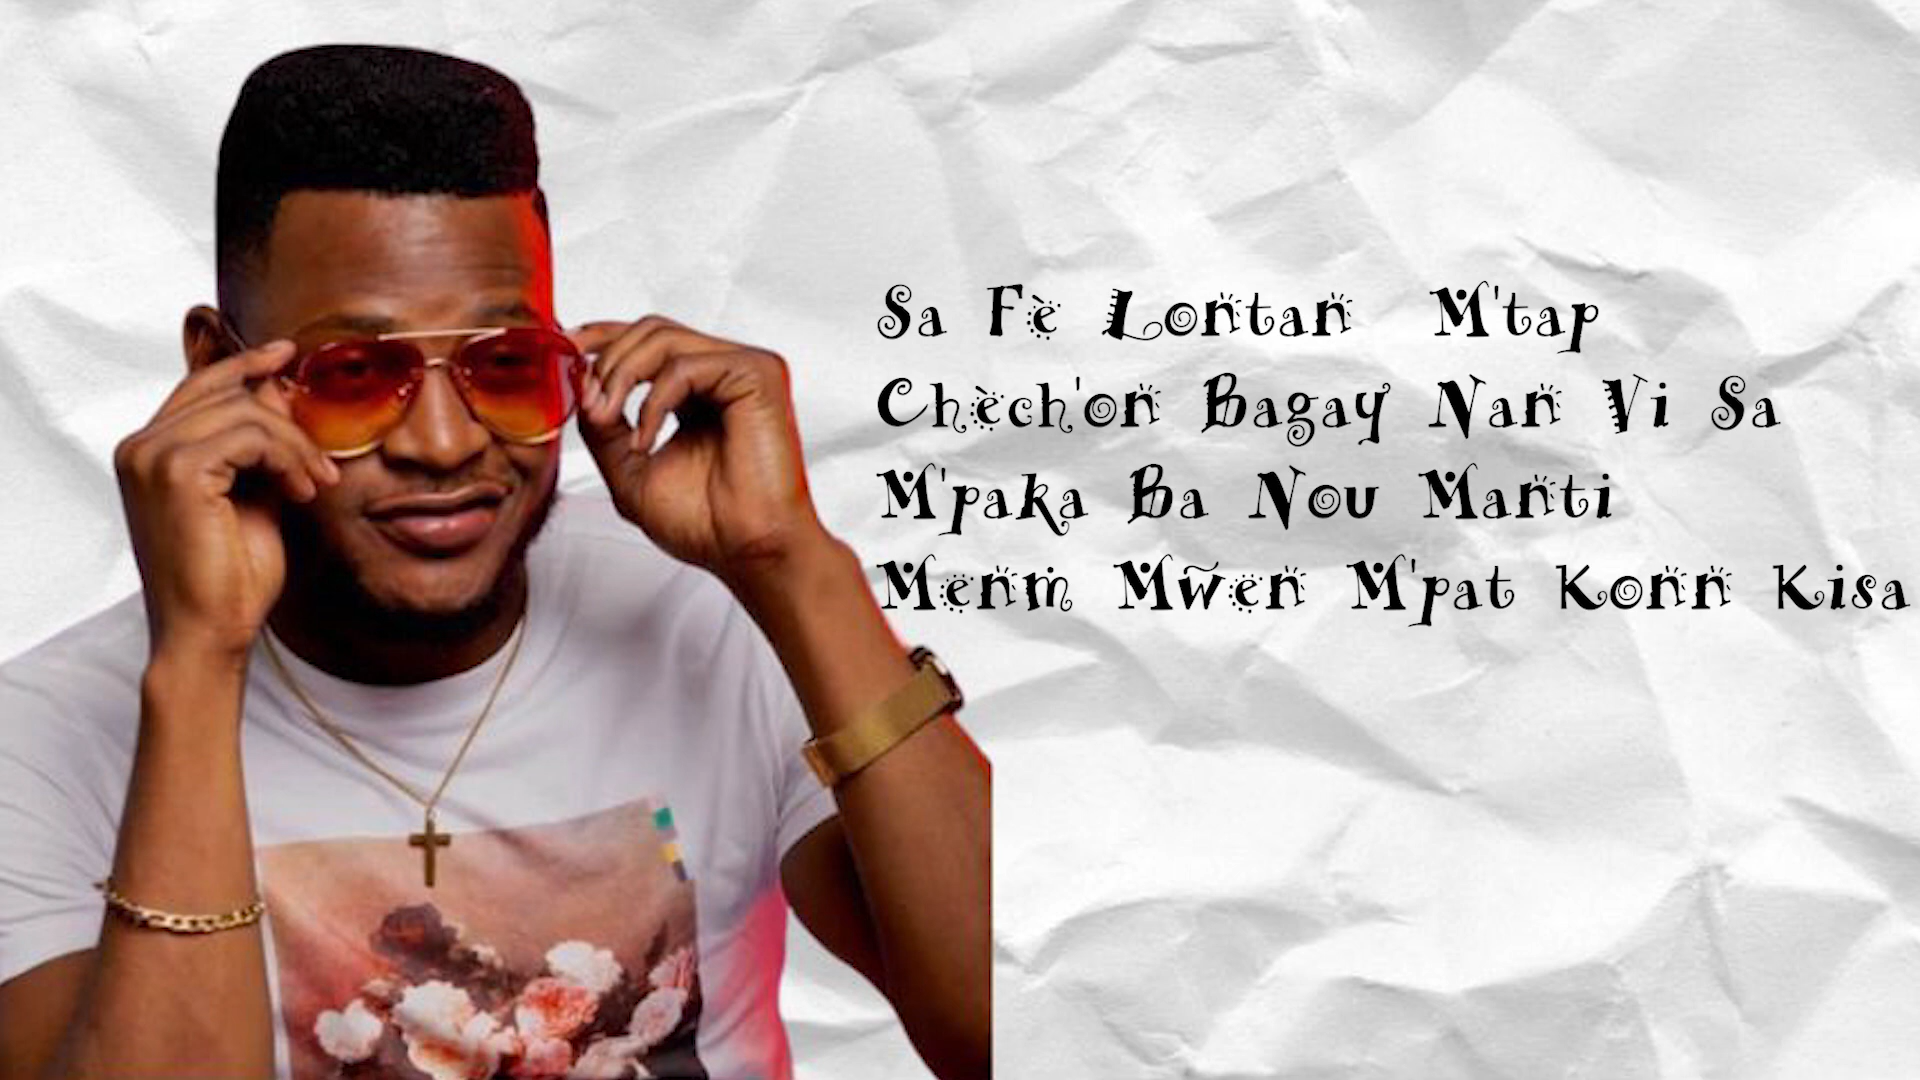 Sa Fè Lontan M'tap
Chèch'on Bagay Nan Vi Sa
M'paka Ba Nou Manti
Menm Mwen M'pat Konn Kisa